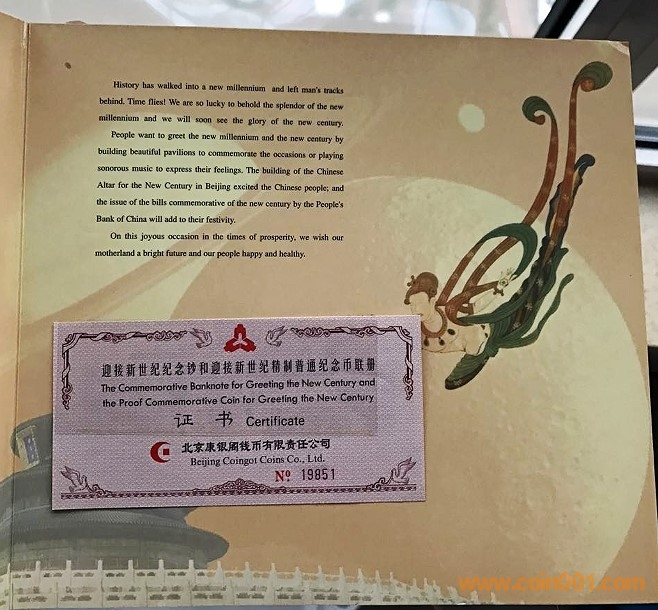 History has walked into a new millennium and left man's tracks
behind. Time flies! We are so lucky to behold the splendor of the new
millennium and we will soon see the glory of the new century.
People want to greet the new millennium and the new century by
building beautiful pavilions to commemorate the occasions or playing
sonorous music to express their feelings. The building of the Chinese
Altar for the New Century in Beijing excited the Chinese people; and
the issue of the bills commemorative of the new century by the People's
Bank of China will add to their festivity.
On this joyous occasion in the times of prosperity, we wish our
motherland a bright future and our people happy and healthy.
迎接新世纪纪念钞和迎接新世纪精制普通纪念币联册
The Commemorative Banknote for Greeting the New Century and
the Proof Commemorative Coin for Greeting the New Century
证 书 Certificate
北京康银阁钱币有限责任公司
Beijing Coingot Coins Co., Ltd.
Nº 19851
www.coin001.com